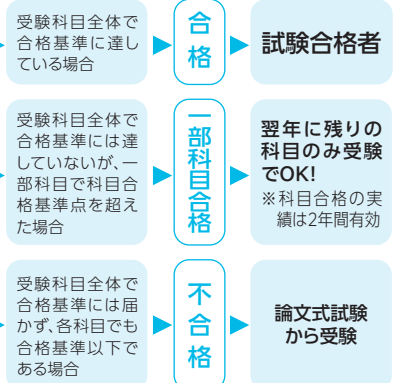 受験科目全体で
合格基準に達し
ている場合
合格
試験合格者
受験科目全体で
合格基準には達
していないが、一
部科目で科目合
格基準点を超え
た場合
一部科目合格
翌年に残りの
科目のみ受験
でOK!
※科目合格の実
績は2年間有効
受験科目全体で
合格基準には届
かず、各科目でも
合格基準以下で
ある場合
不合格
論文式試験
から受験